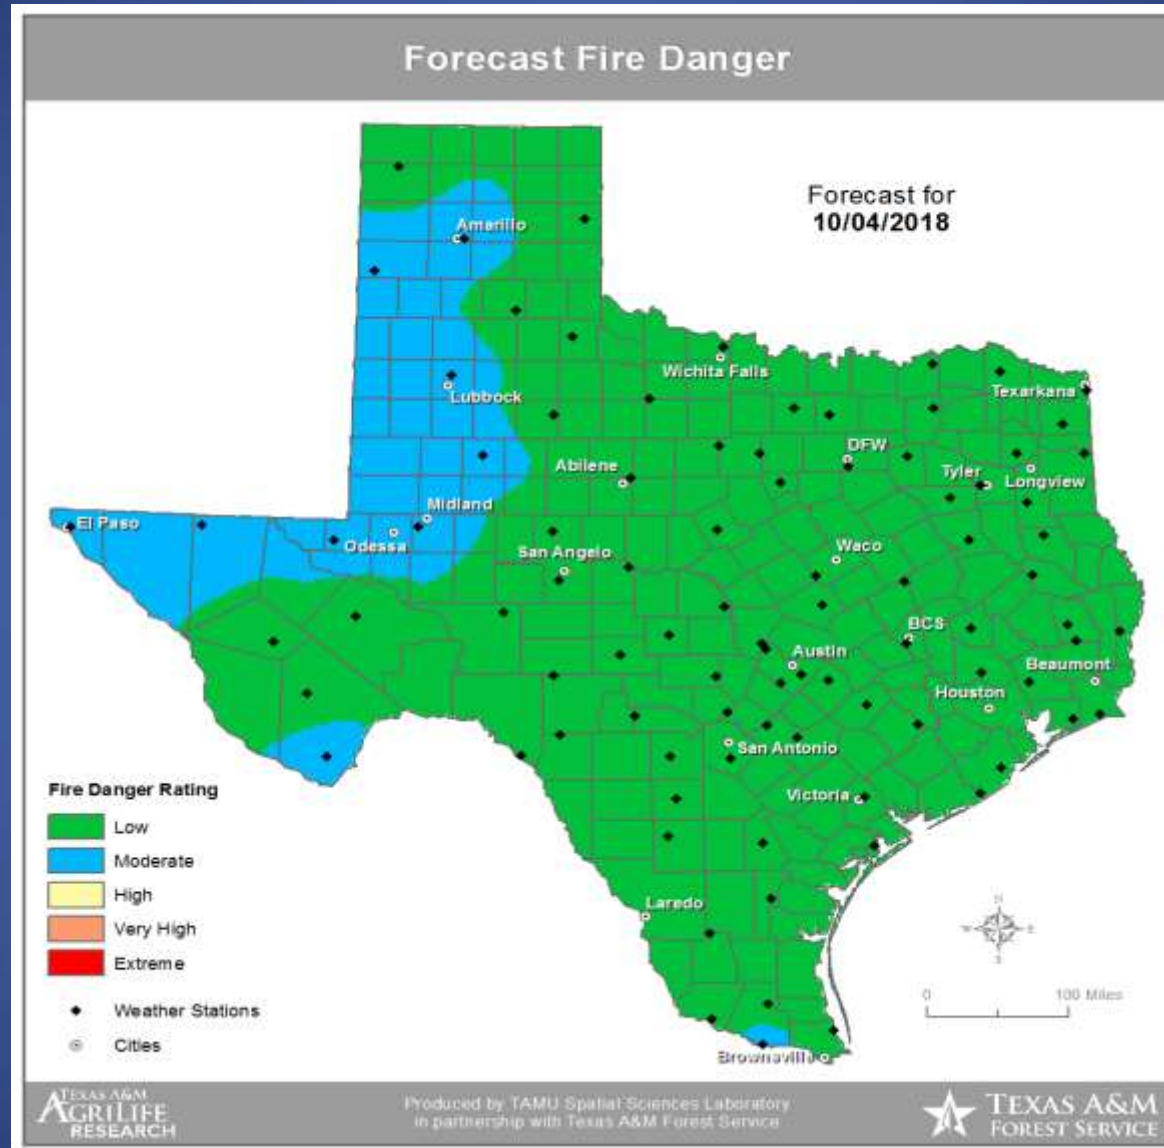 Forecast Fire Danger
Forecast for
10/04/2018
Amarillo
Wichita Falls
Lubbock
Texarkana
DFW
Abilene
Tyler
Longview
Midland
El Paso
Odessa
San Angelo
Waco
BCS
Austin
Beaumont
Houston
San Antonio
Victoria
Laredo
Brownsville
Fire Danger Rating
Low
Moderate
High
Very High
Extreme
Weather Stations
Cities
N
W E
S
0 100 Miles
TEXAS A&M
AGRILIFE
RESEARCH
Produced by TAMU Spatial Sciences Laboratory
in partnership with Texas A&M Forest Service
TEXAS A&M
FOREST SERVICE